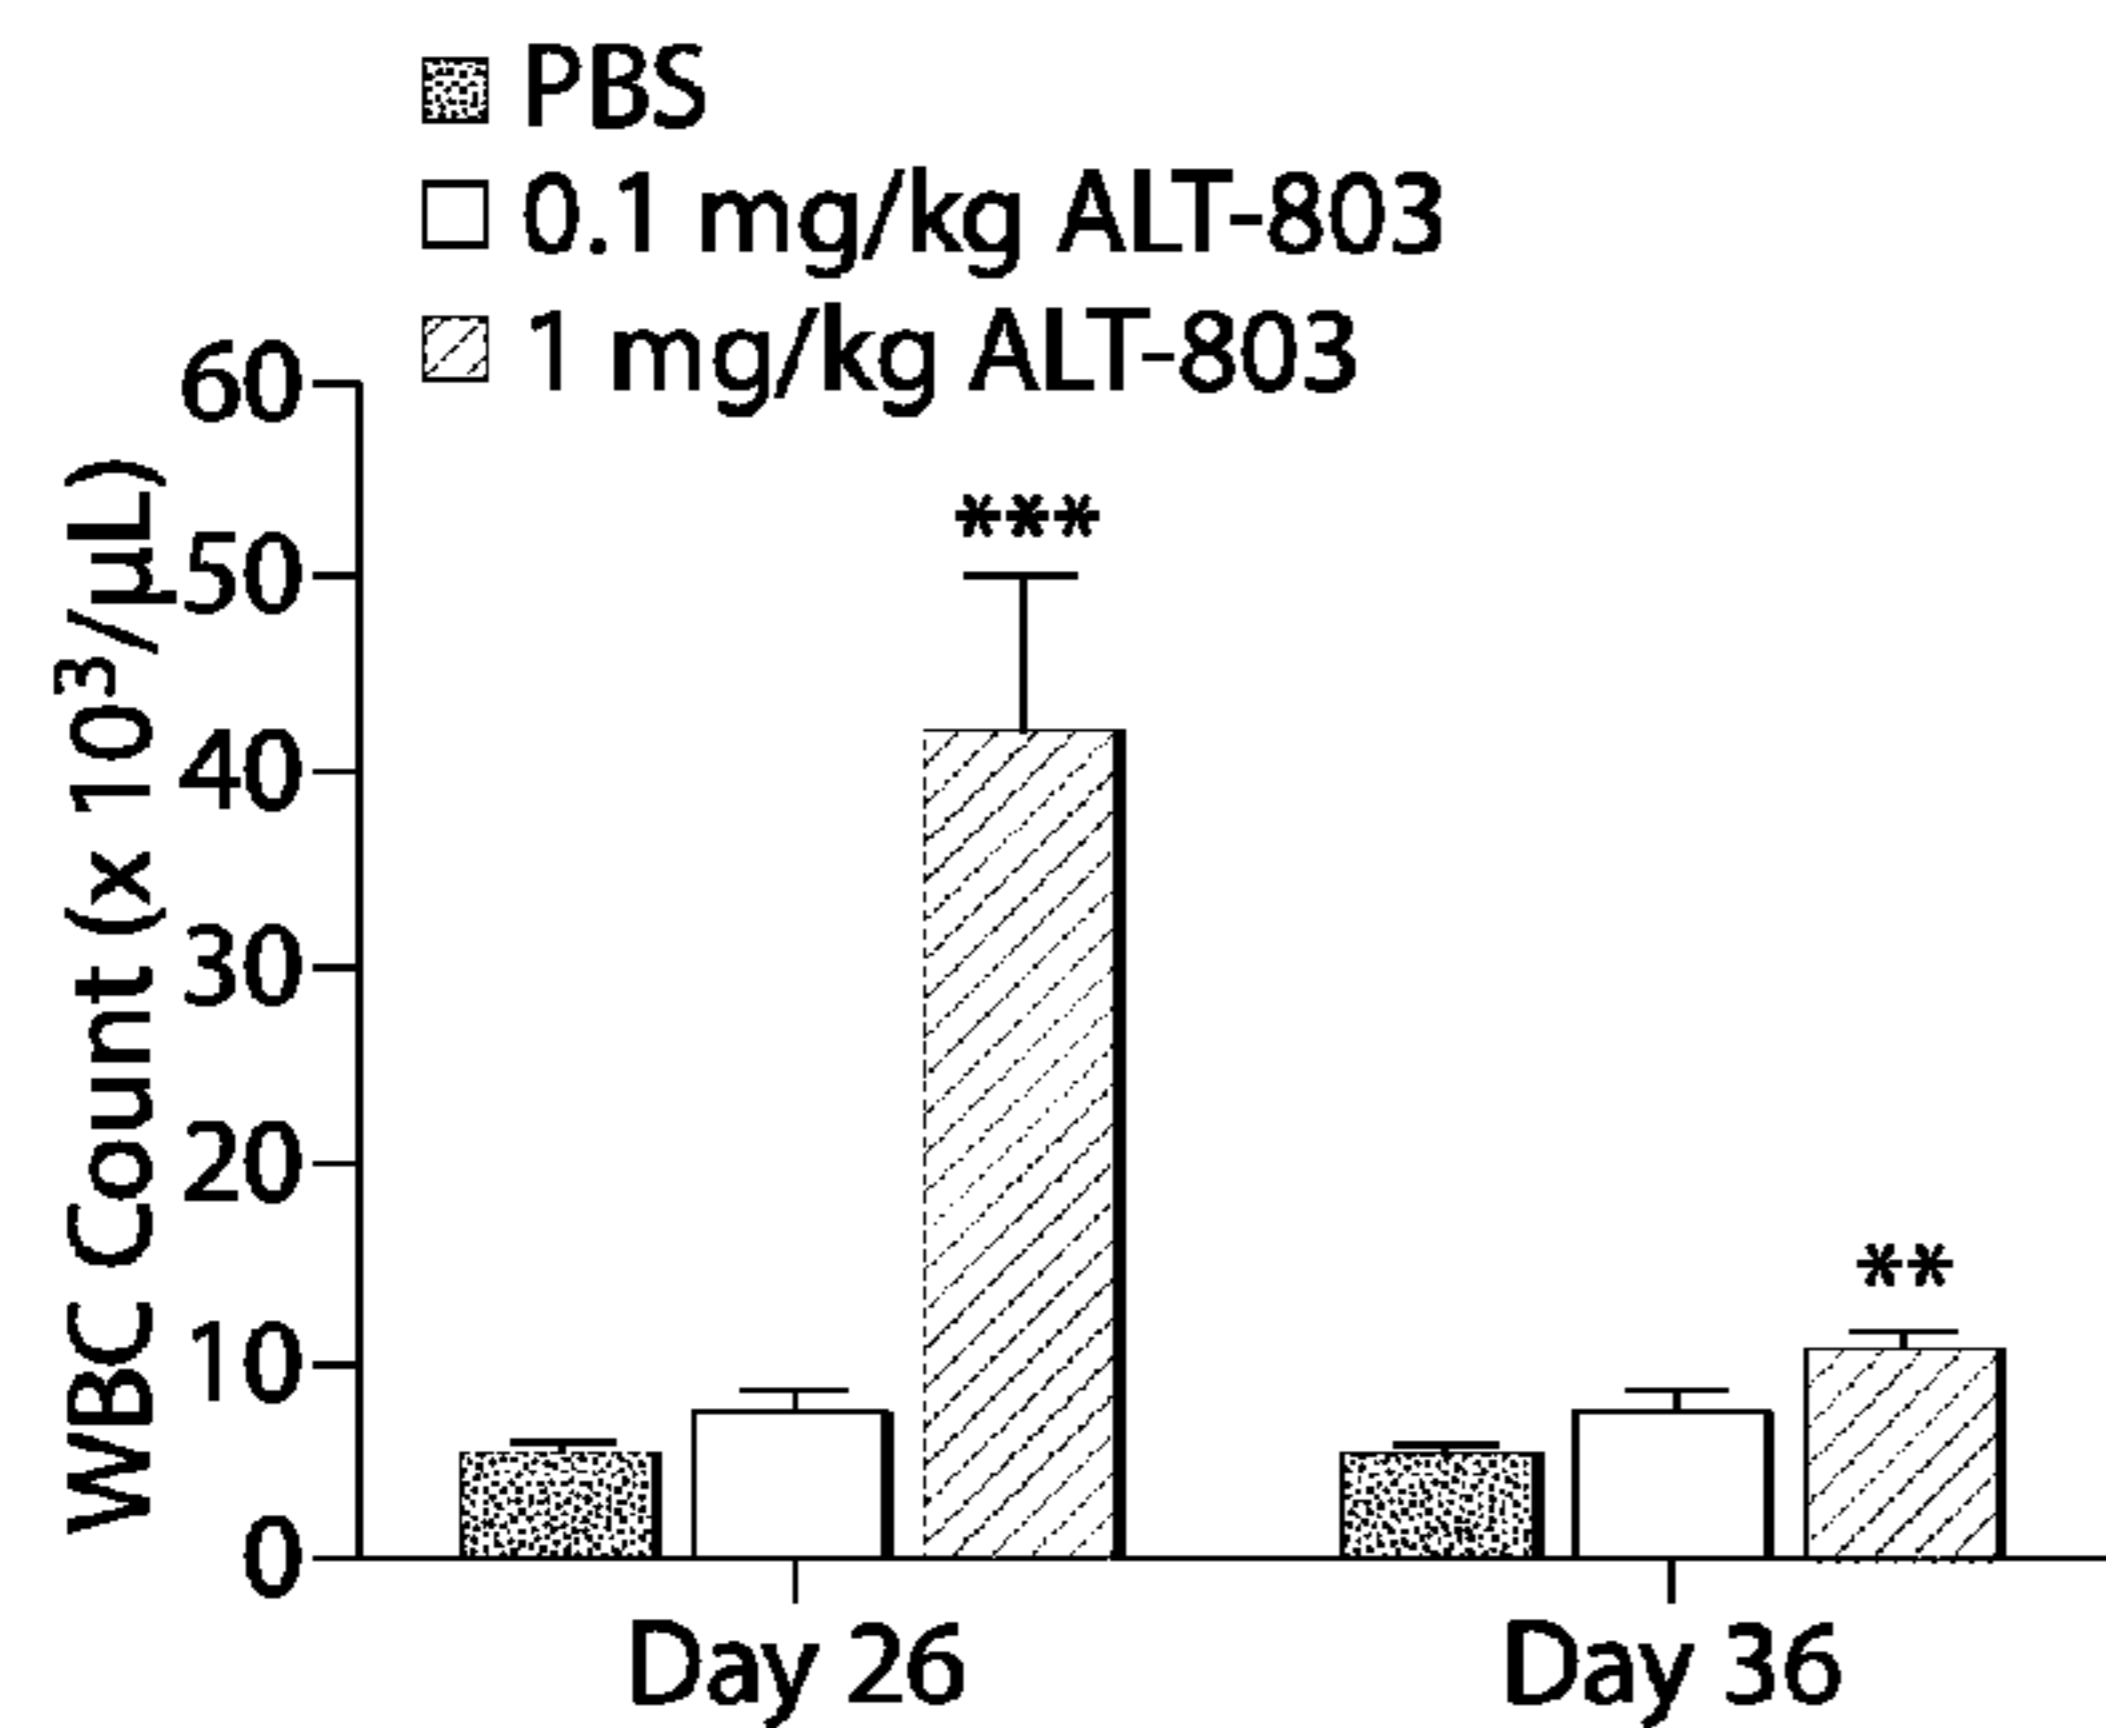 PBS
0.1 mg/kg ALT-803
1 mg/kg ALT-803
WBC Count (x 10³/µL)
60
50
40
30
20
10
0
***
**
Day 26
Day 36